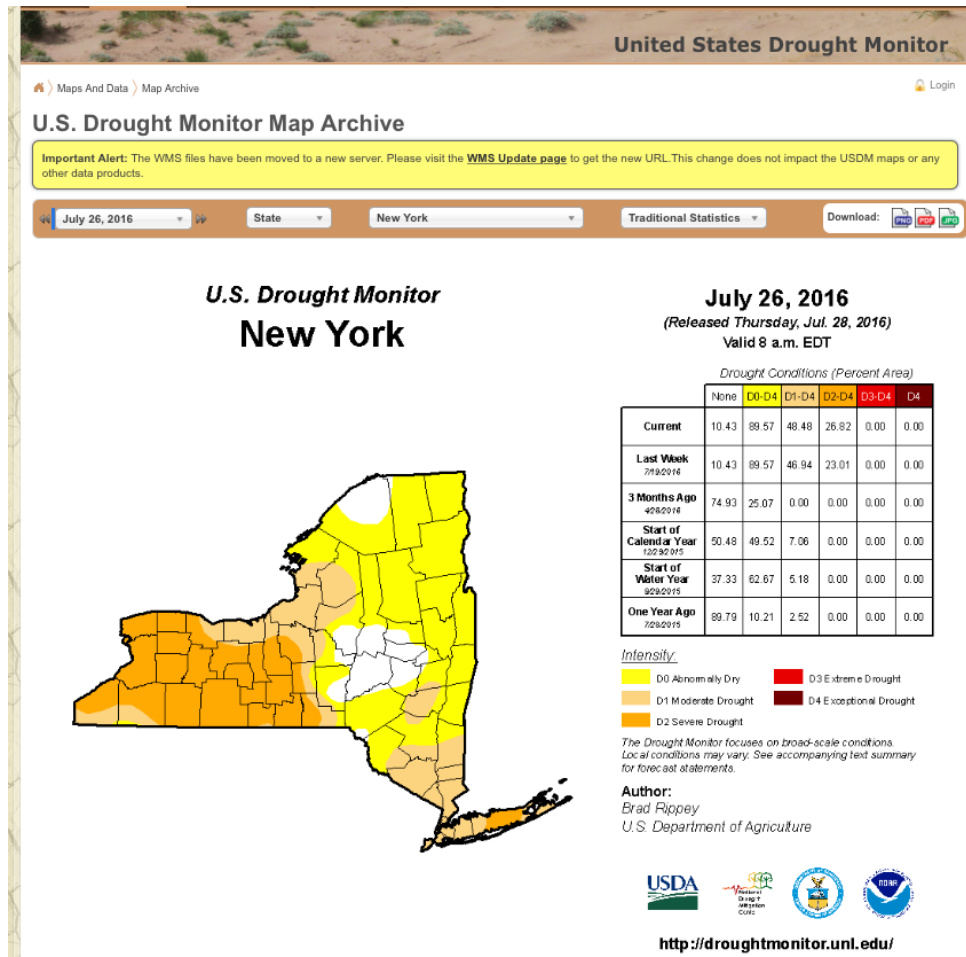 United States Drought Monitor
Maps And Data Map Archive
Login
U.S. Drought Monitor Map Archive
Important Alert: The WMS files have been moved to a new server. Please visit the WMS Update page to get the new URL.This change does not impact the USDM maps or any
other data products.
July 26, 2016 State New York Traditional Statistics Download: PNG PDF JPG
U.S. Drought Monitor
New York
July 26, 2016
(Released Thursday, Jul. 28, 2016)
Valid 8 a.m. EDT
Drought Conditions (Percent Area)
None D0-D4 D1-D4 D2-D4 D3-D4 D4
Current 10.43 89.57 48.48 26.82 0.00 0.00
Last Week
7/19/2016 10.43 89.57 46.94 23.01 0.00 0.00
3 Months Ago
4/26/2016 74.93 25.07 0.00 0.00 0.00 0.00
Start of
Calendar Year
12/29/2015 50.48 49.52 7.06 0.00 0.00 0.00
Start of
Water Year
9/29/2015 37.33 62.67 5.18 0.00 0.00 0.00
One Year Ago
7/28/2015 89.79 10.21 2.52 0.00 0.00 0.00
Intensity:
D0 Abnormally Dry
D1 Moderate Drought
D2 Severe Drought
D3 Extreme Drought
D4 Exceptional Drought
The Drought Monitor focuses on broad-scale conditions.
Local conditions may vary. See accompanying text summary
for forecast statements.
Author:
Brad Rippey
U.S. Department of Agriculture
USDA
National
Drought
Mitigation
Center
NOAA
http://droughtmonitor.unl.edu/